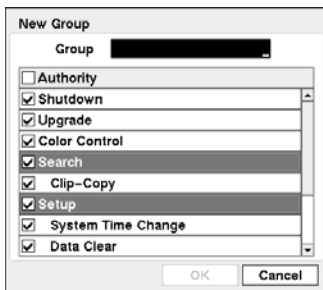 New Group
Group
Authority
Shutdown
Upgrade
Color Control
Search
Clip-Copy
Setup
System Time Change
Data Clear
OK Cancel